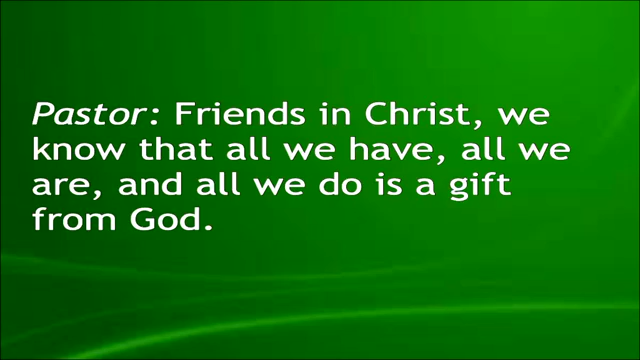 Pastor: Friends in Christ, we
know that all we have, all we
are, and all we do is a gift
from God.